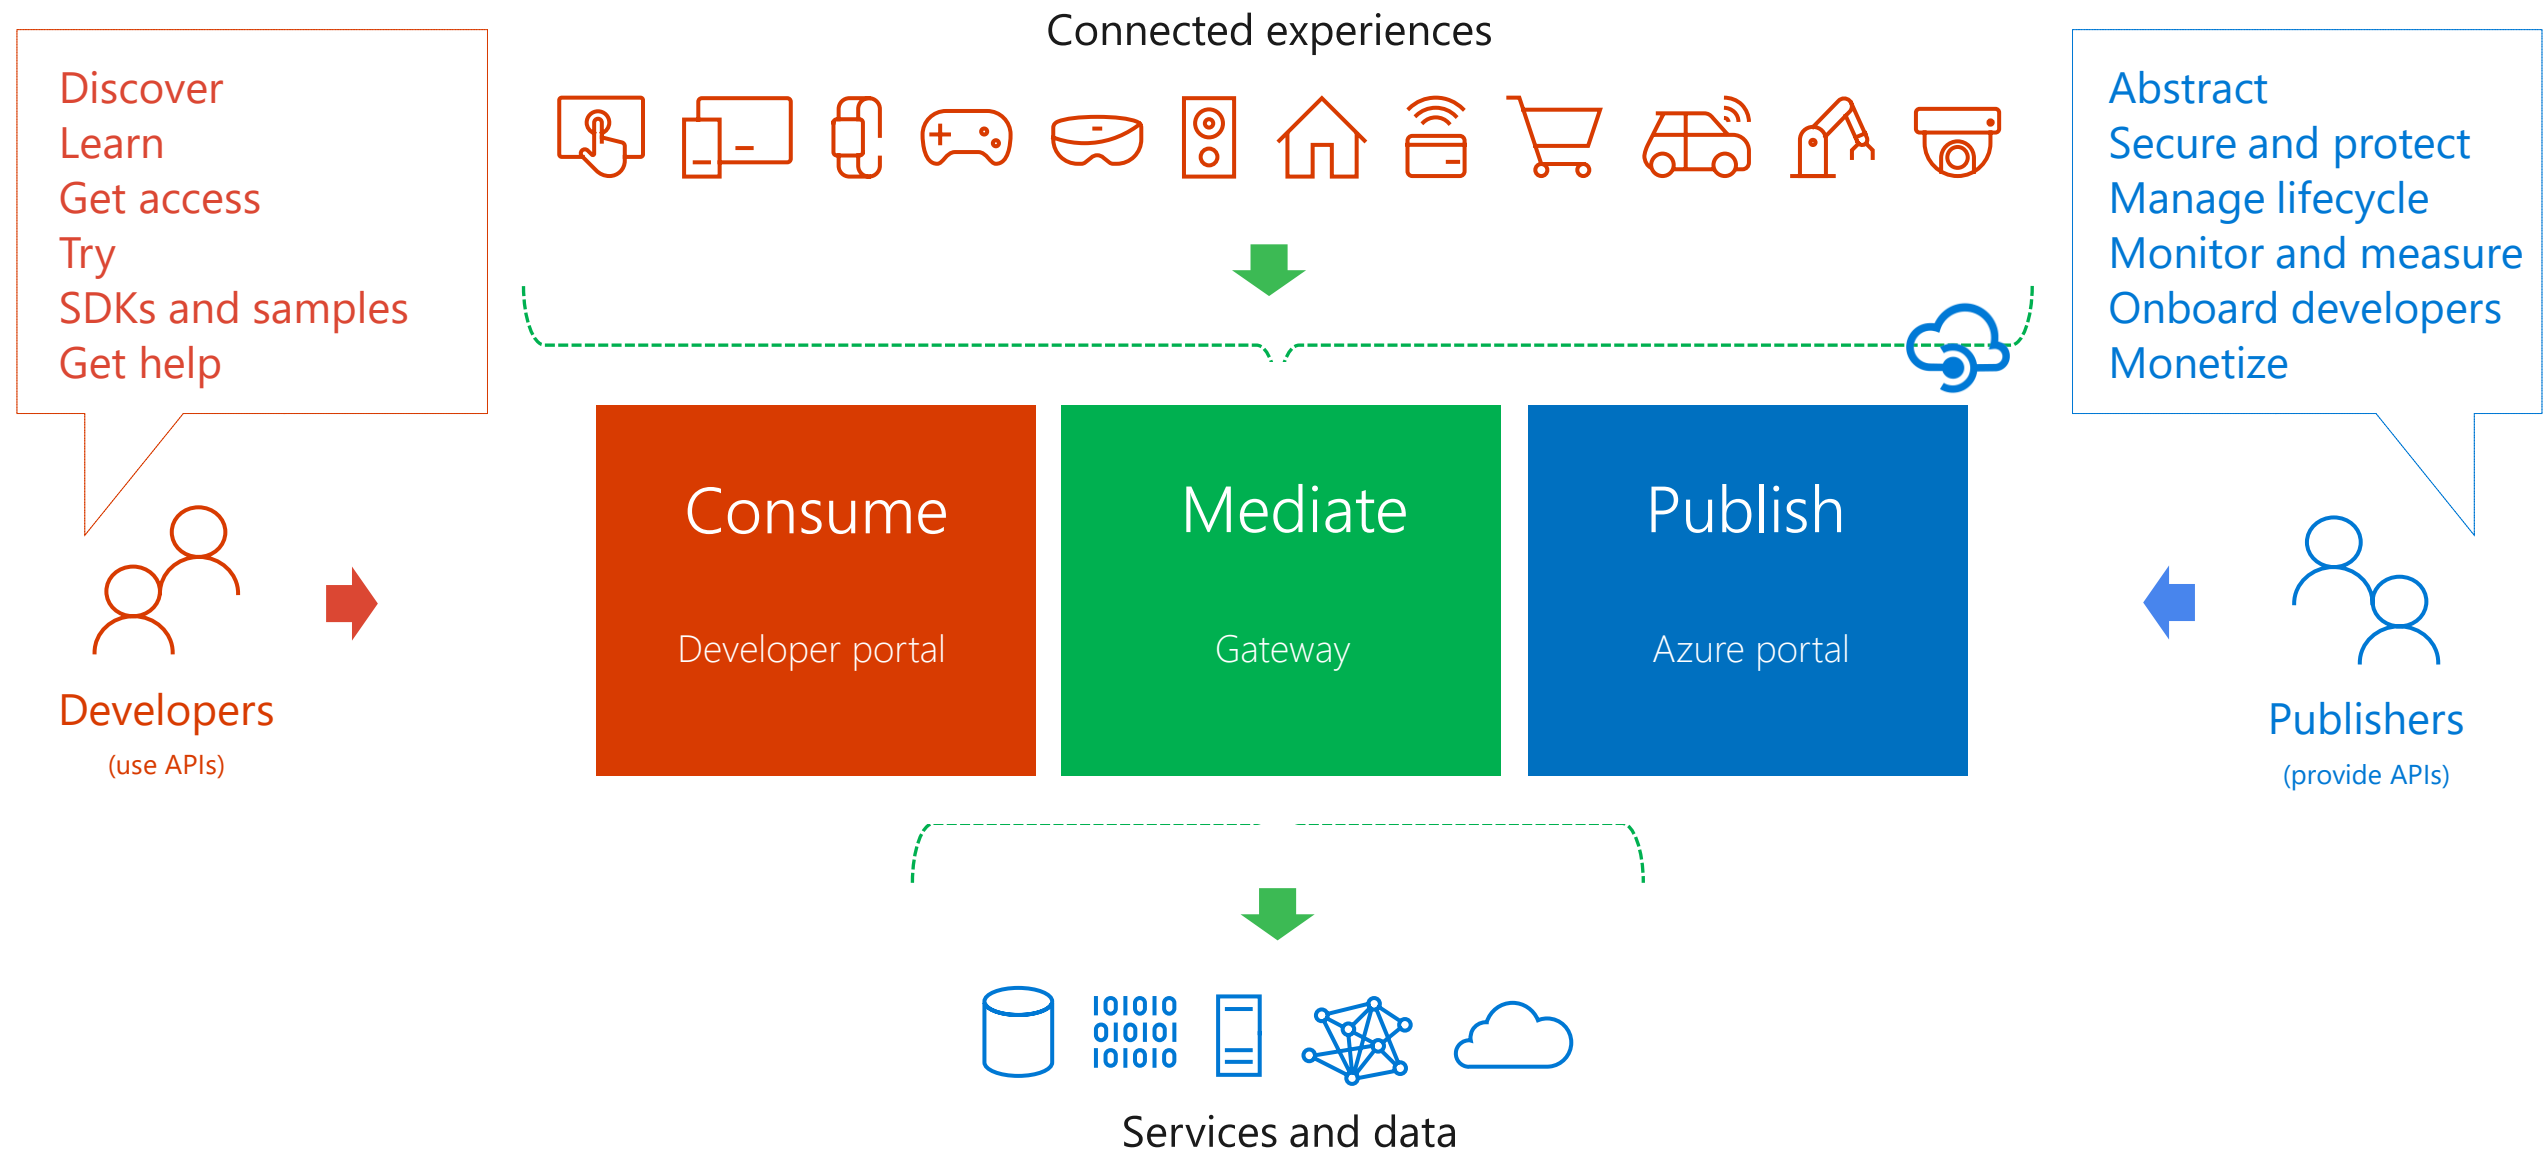 Connected experiences
Discover
Learn
Get access
Try
SDKs and samples
Get help
Abstract
Secure and protect
Manage lifecycle
Monitor and measure
Onboard developers
Monetize
Consume
Developer portal
Mediate
Gateway
Publish
Azure portal
Developers
(use APIs)
Publishers
(provide APIs)
101010
010101
101010
Services and data